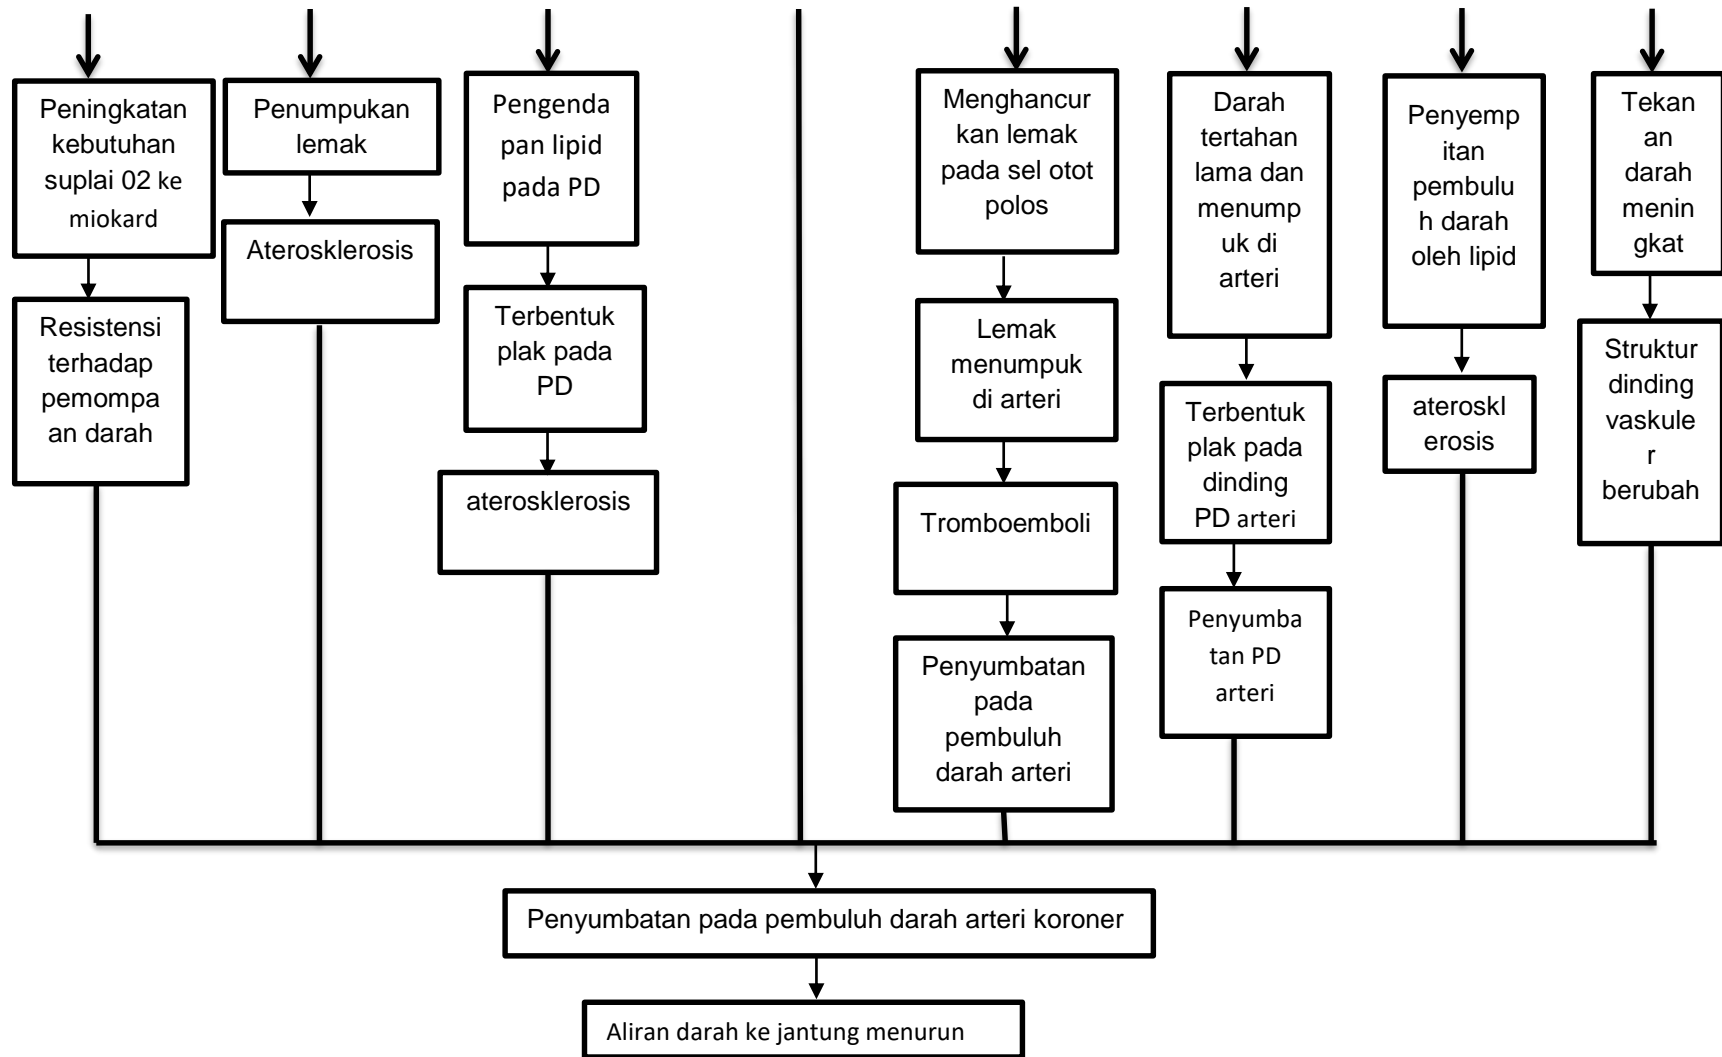 Peningkatan
kebutuhan
suplai 02 ke
miokard
Resistensi
terhadap
pemompa
an darah
Penumpukan
lemak
Aterosklerosis
Pengenda
pan lipid
pada PD
Terbentuk
plak pada
PD
aterosklerosis
Menghancur
kan lemak
pada sel otot
polos
Lemak
menumpuk
di arteri
Tromboemboli
Penyumbatan
pada
pembuluh
darah arteri
Darah
tertahan
lama dan
menump
uk di
arteri
Terbentuk
plak pada
dinding
PD arteri
Penyumba
tan PD
arteri
Penyemp
itan
pembulu
h darah
oleh lipid
ateroskl
erosis
Tekan
an
darah
menin
gkat
Struktur
dinding
vaskule
r
berubah
Penyumbatan pada pembuluh darah arteri koroner
Aliran darah ke jantung menurun